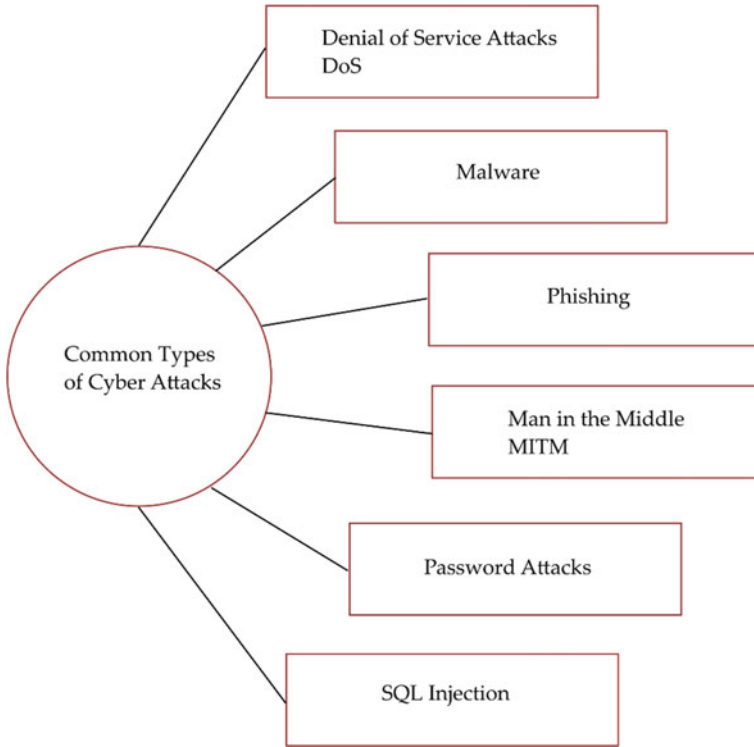 Denial of Service Attacks
DoS
Malware
Phishing
Common Types
of Cyber Attacks
Man in the Middle
MITM
Password Attacks
SQL Injection